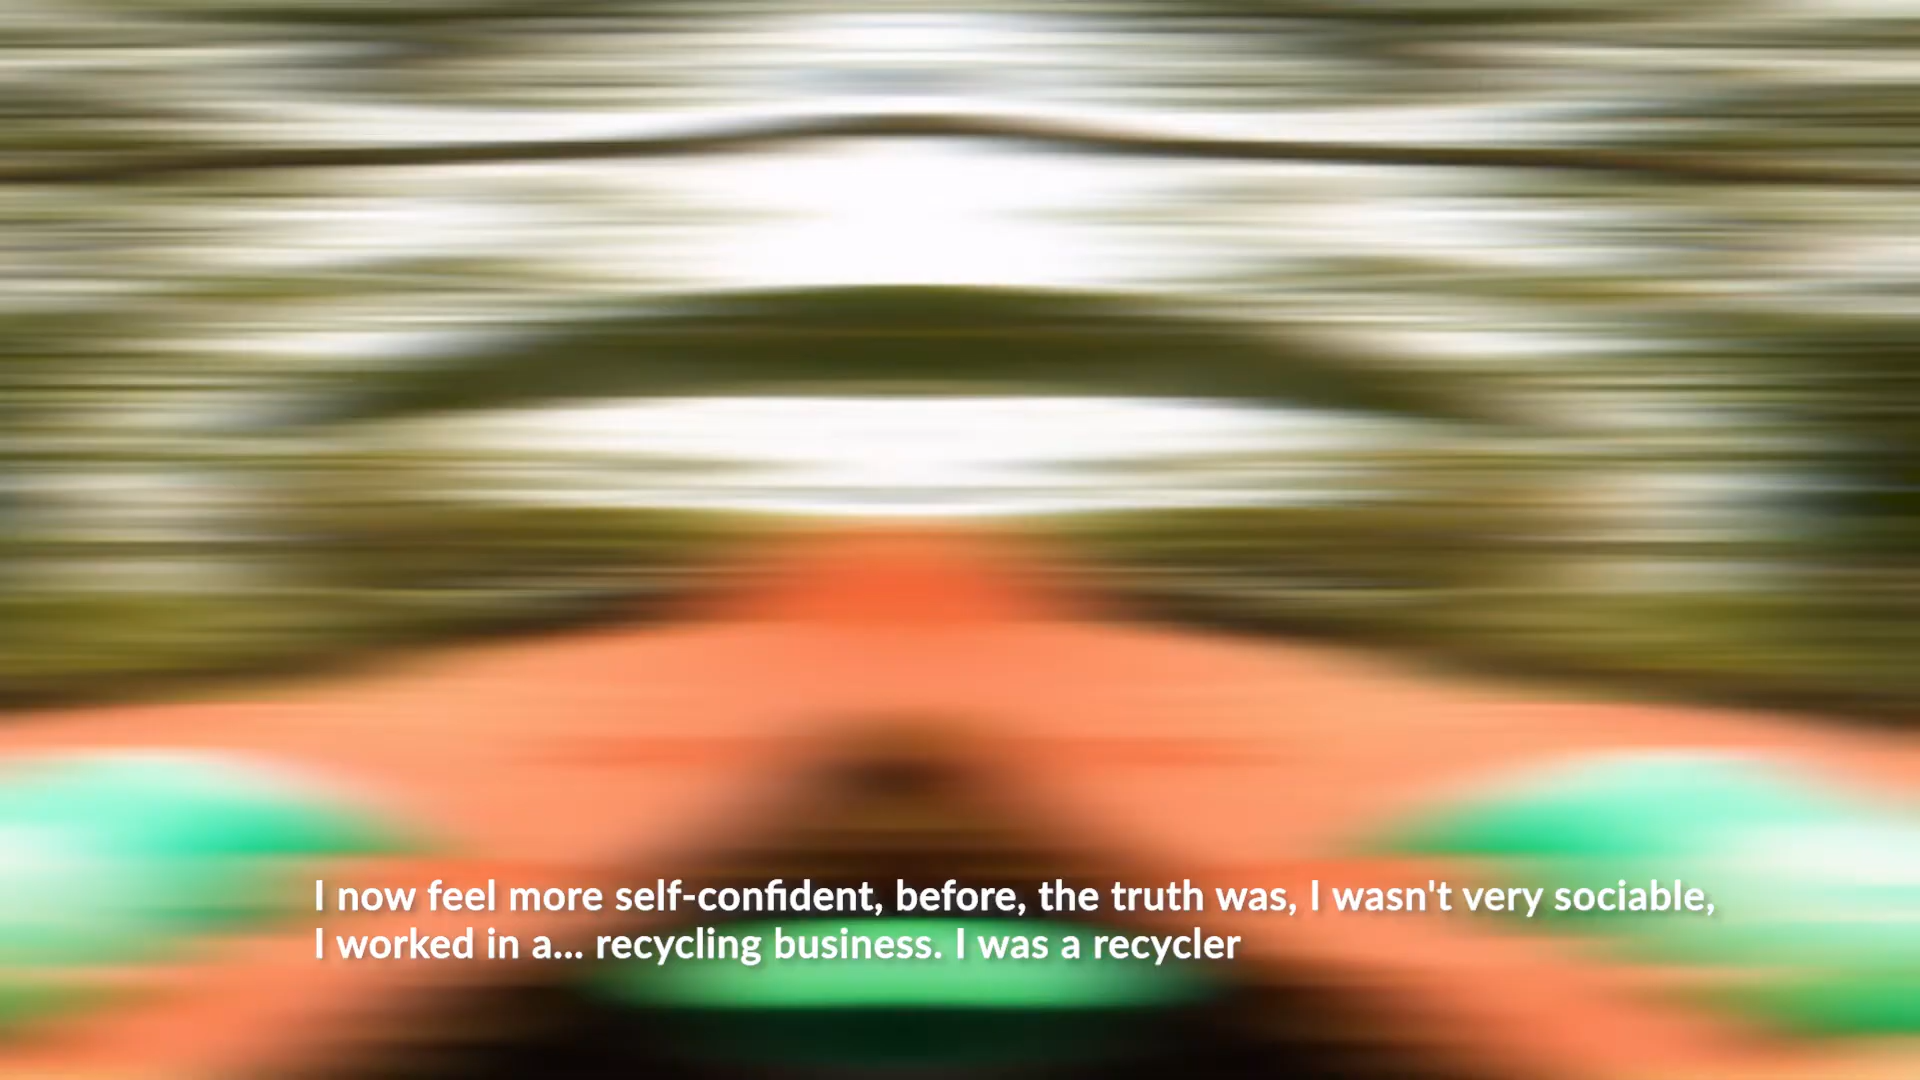 I now feel more self-confident, before, the truth was, I wasn't very sociable,
I worked in a... recycling business. I was a recycler